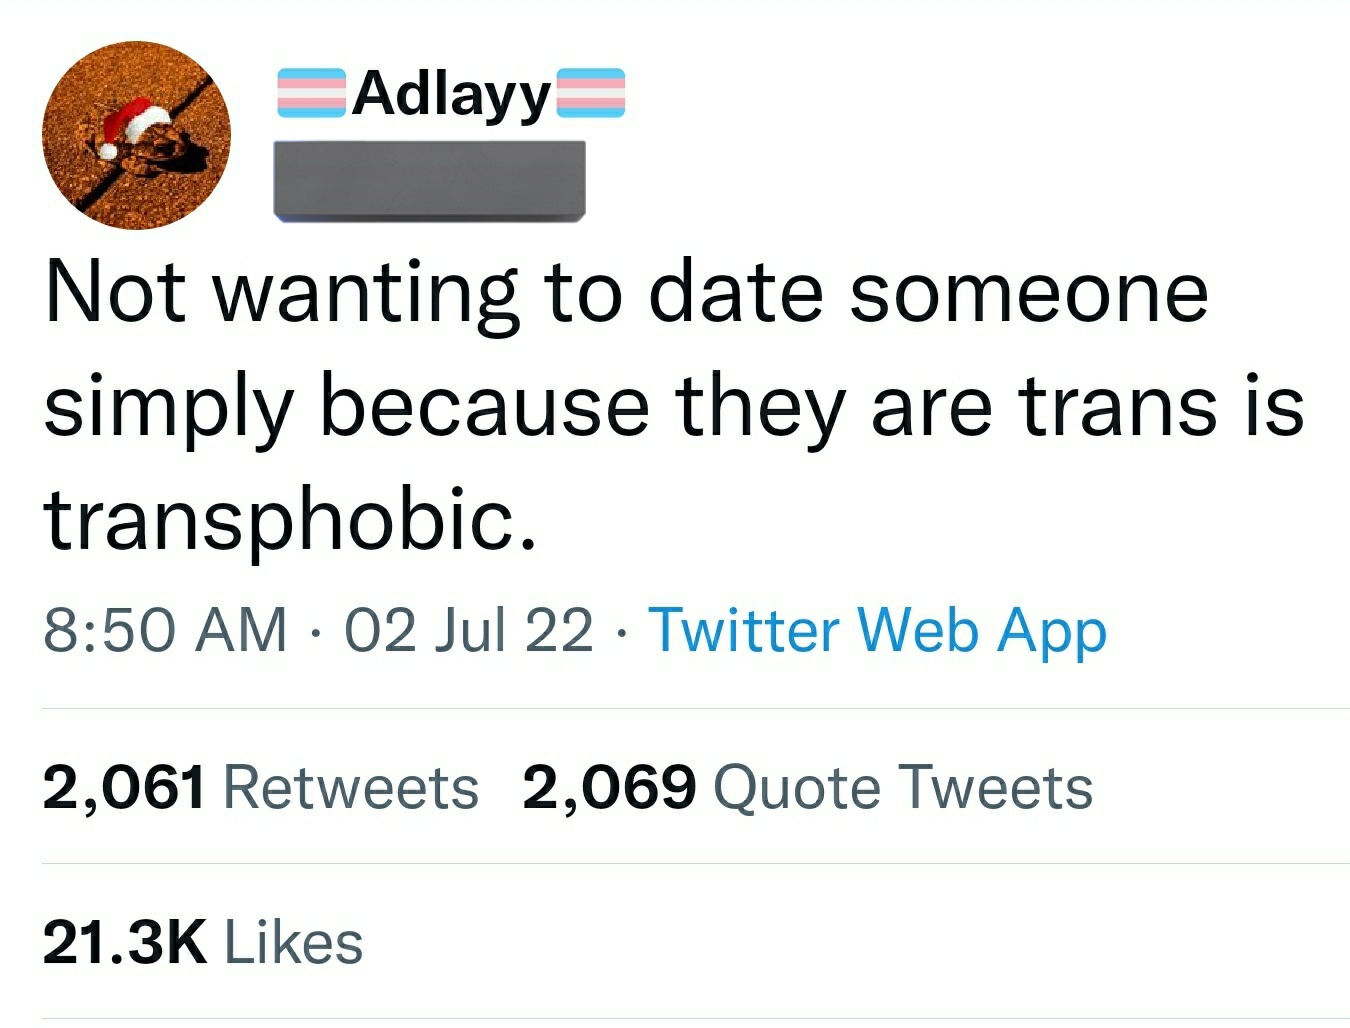 🏳️‍⚧️Adlayy🏳️‍⚧️
Not wanting to date someone
simply because they are trans is
transphobic.
8:50 AM · 02 Jul 22 · Twitter Web App
2,061 Retweets 2,069 Quote Tweets
21.3K Likes